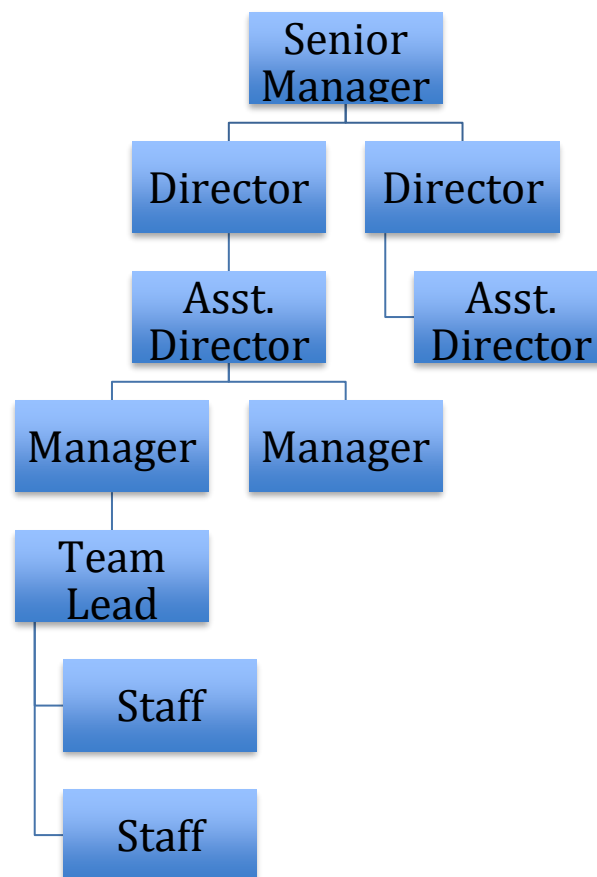 Senior
Manager
Director
Director
Asst.
Director
Asst.
Director
Manager
Manager
Team
Lead
Staff
Staff